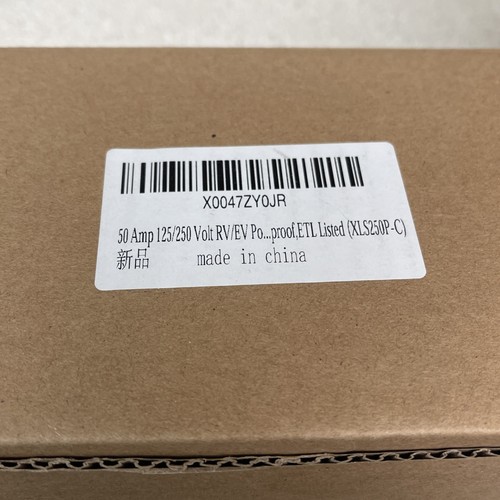 X0047ZY0JR
50 Amp 125/250 Volt RV/EV Po...proof,ETL Listed (XLS250P-C)
新品 made in china